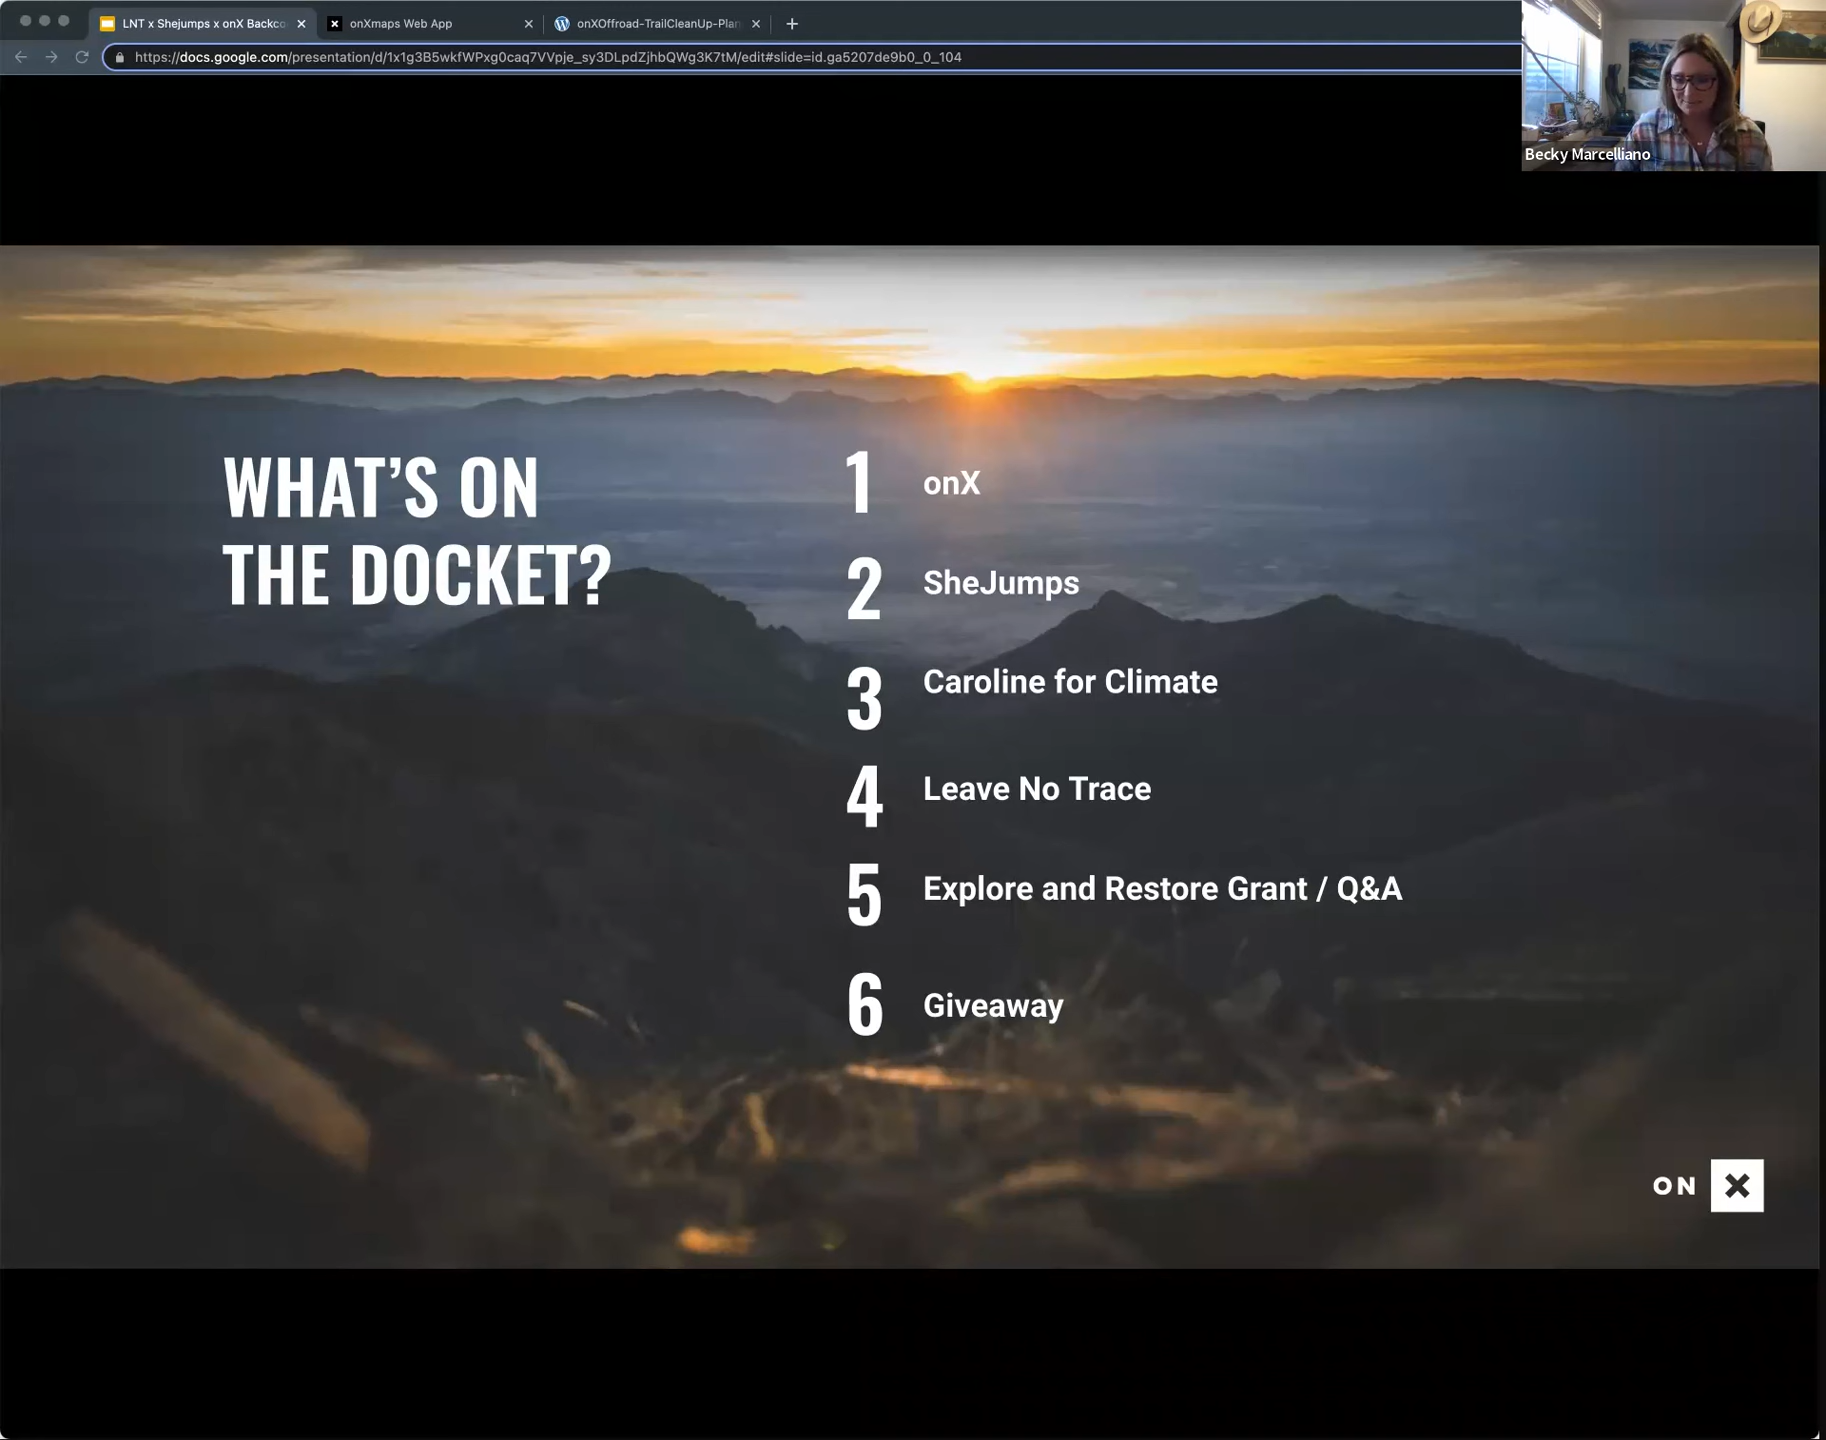 LNT x Shejumps x onX Backco
onXmaps Web App
onXOffroad-TrailCleanUp-Plan
https://docs.google.com/presentation/d/1x1g3B5wkfWPxg0caq7VVpje_sy3DLpdZjhbQWg3K7tM/edit#slide=id.ga5207de9b0_0_104
Becky Marcelliano
WHAT'S ON
THE DOCKET?
1 onX
2 SheJumps
3 Caroline for Climate
4 Leave No Trace
5 Explore and Restore Grant / Q&A
6 Giveaway
ON X